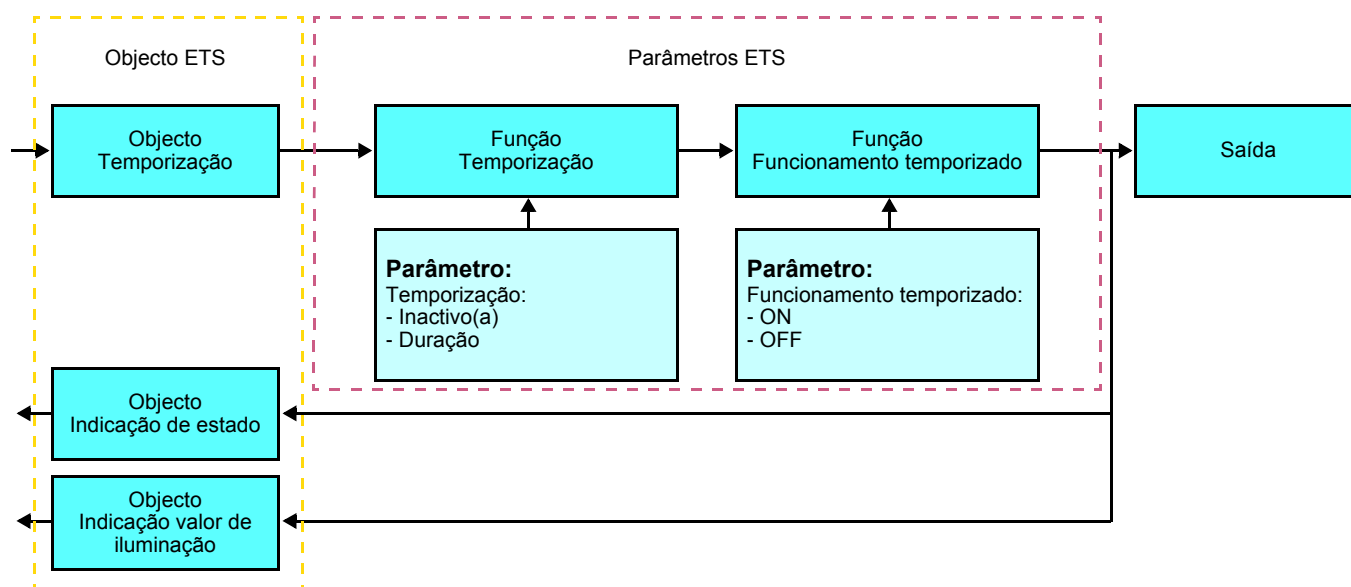 Objecto ETS
Parâmetros ETS
Objecto
Temporização
Função
Temporização
Função
Funcionamento temporizado
Saída
Parâmetro:
Temporização:
- Inactivo(a)
- Duração
Parâmetro:
Funcionamento temporizado:
- ON
- OFF
Objecto
Indicação de estado
Objecto
Indicação valor de
iluminação